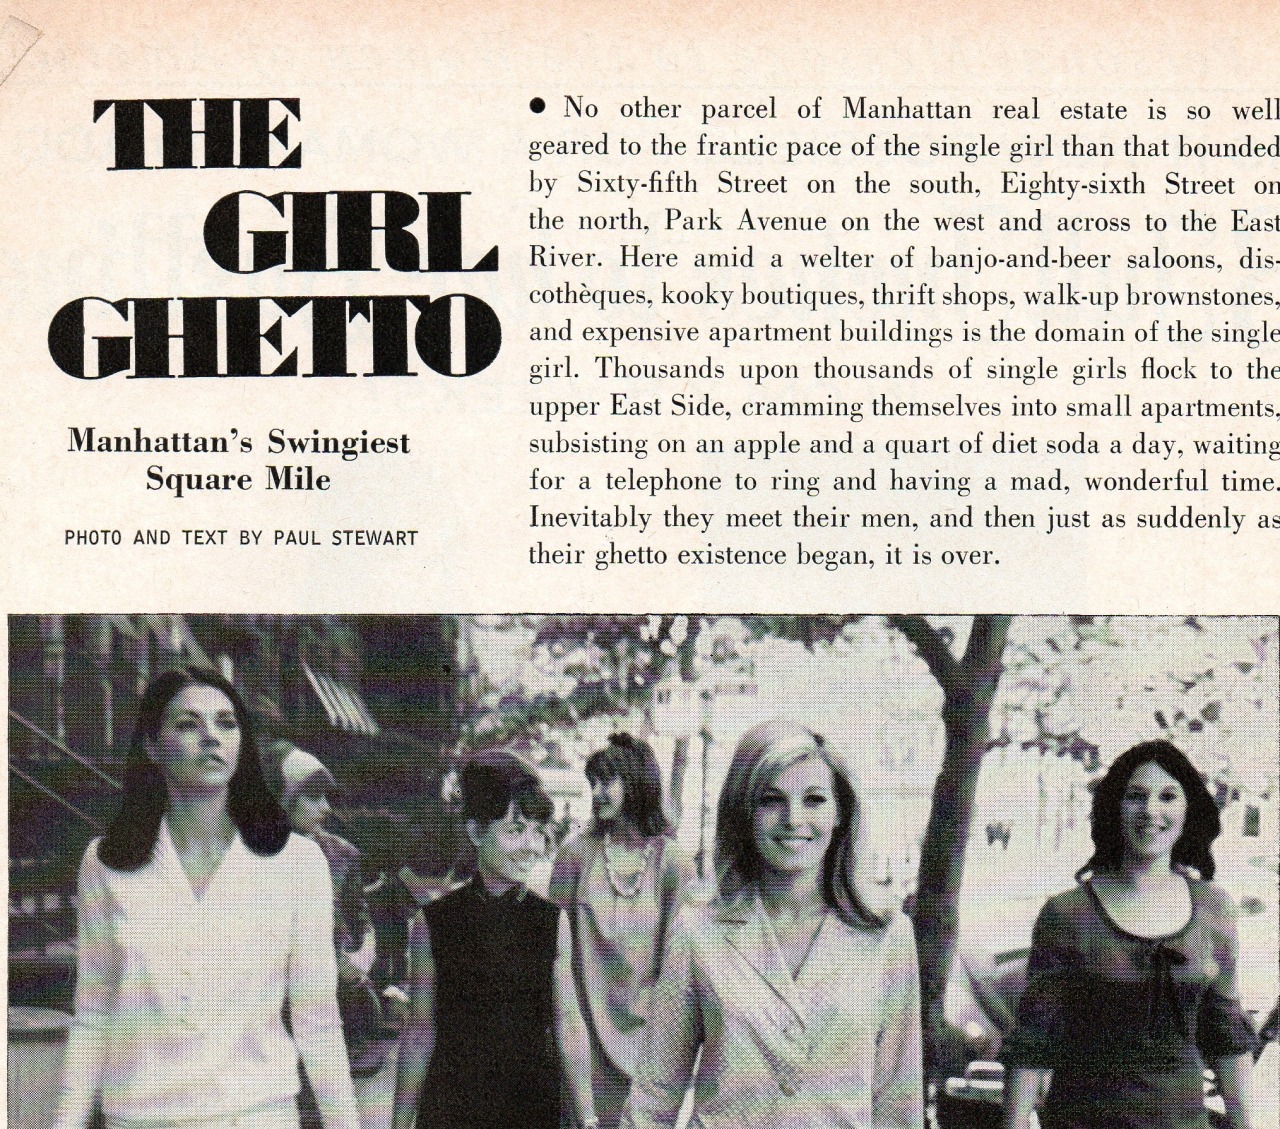 THE
GIRL
GHETTO
Manhattan's Swingiest
Square Mile
PHOTO AND TEXT BY PAUL STEWART
● No other parcel of Manhattan real estate is so well
geared to the frantic pace of the single girl than that bounded
by Sixty-fifth Street on the south, Eighty-sixth Street on
the north, Park Avenue on the west and across to the East
River. Here amid a welter of banjo-and-beer saloons, dis-
cothèques, kooky boutiques, thrift shops, walk-up brownstones,
and expensive apartment buildings is the domain of the single
girl. Thousands upon thousands of single girls flock to the
upper East Side, cramming themselves into small apartments,
subsisting on an apple and a quart of diet soda a day, waiting
for a telephone to ring and having a mad, wonderful time.
Inevitably they meet their men, and then just as suddenly as
their ghetto existence began, it is over.